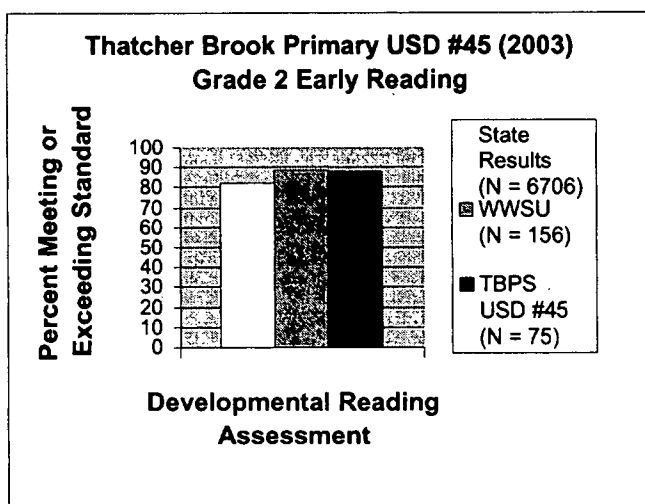 Thatcher Brook Primary USD #45 (2003)
Grade 2 Early Reading
Percent Meeting or
Exceeding Standard
100
90
80
70
60
50
40
30
20
10
0
State
Results
(N = 6706)
WWSU
(N = 156)
TBPS
USD #45
(N = 75)
Developmental Reading
Assessment